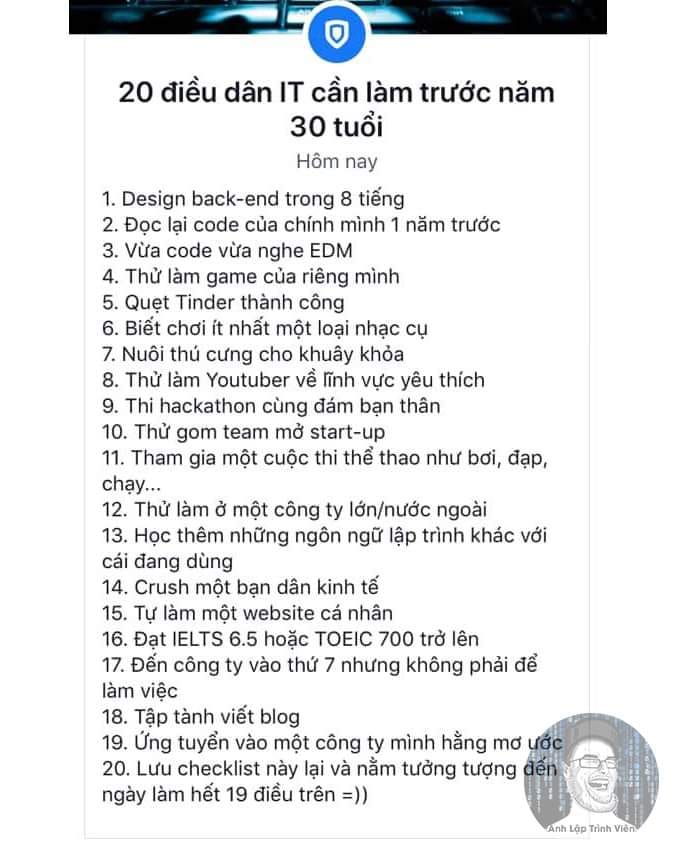 20 điều dân IT cần làm trước năm
30 tuổi
Hôm nay
1. Design back-end trong 8 tiếng
2. Đọc lại code của chính mình 1 năm trước
3. Vừa code vừa nghe EDM
4. Thử làm game của riêng mình
5. Quẹt Tinder thành công
6. Biết chơi ít nhất một loại nhạc cụ
7. Nuôi thú cưng cho khuây khỏa
8. Thử làm Youtuber về lĩnh vực yêu thích
9. Thi hackathon cùng đám bạn thân
10. Thử gom team mở start-up
11. Tham gia một cuộc thi thể thao như bơi, đạp,
chạy...
12. Thử làm ở một công ty lớn/nước ngoài
13. Học thêm những ngôn ngữ lập trình khác với
cái đang dùng
14. Crush một bạn dân kinh tế
15. Tự làm một website cá nhân
16. Đạt IELTS 6.5 hoặc TOEIC 700 trở lên
17. Đến công ty vào thứ 7 nhưng không phải để
làm việc
18. Tập tành viết blog
19. Ứng tuyển vào một công ty mình hằng mơ ước
20. Lưu checklist này lại và nằm tưởng tượng đến
ngày làm hết 19 điều trên =))
Anh Lập Trình Viên